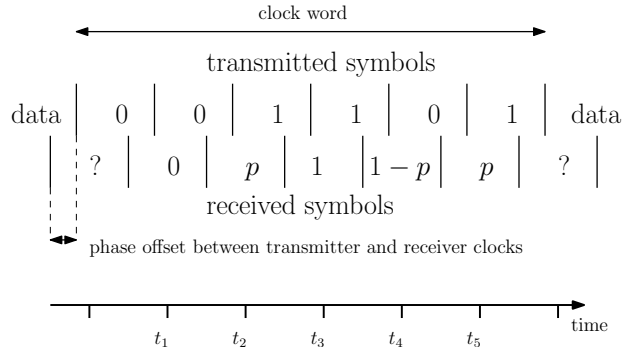 clock word
transmitted symbols
data 0 0 1 1 0 1 data
? 0 p 1 1 − p p ?
received symbols
phase offset between transmitter and receiver clocks
time
t₁ t₂ t₃ t₄ t₅